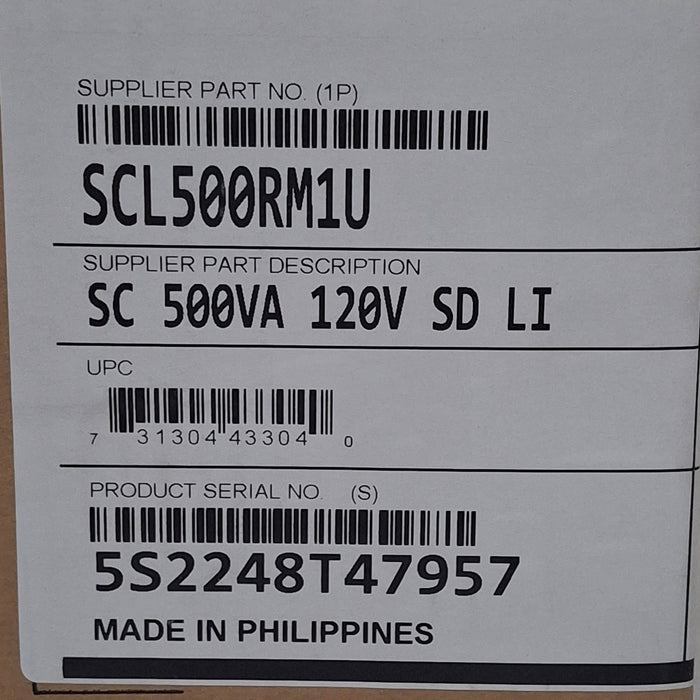 SUPPLIER PART NO. (1P)
SCL500RM1U
SUPPLIER PART DESCRIPTION
SC 500VA 120V SD LI
UPC
7 31304 43304 0
PRODUCT SERIAL NO. (S)
5S2248T47957
MADE IN PHILIPPINES